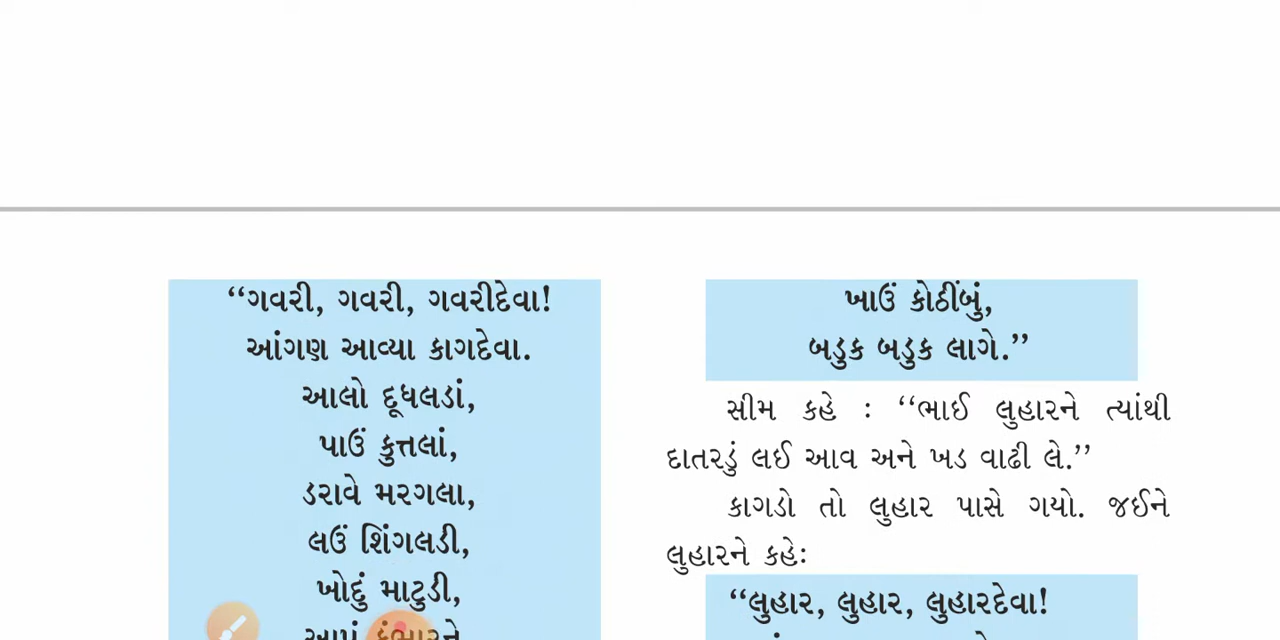 “ગવરી, ગવરી, ગવરીદેવા!
આંગણ આવ્યા કાગદેવા.
આલો દૂધલડાં,
પાઉં કુત્તલાં,
ડરાવે મરગલા,
લઉં શિંગલડી,
ખોદું માટુડી,
ખાઉં કોઠીંબું,
બડુક બડુક લાગે.”
સીમ કહે : “ભાઈ લુહારને ત્યાંથી
દાતરડું લઈ આવ અને ખડ વાઢી લે.”
કાગડો તો લુહાર પાસે ગયો. જઈને
લુહારને કહેઃ
“લુહાર, લુહાર, લુહારદેવા!